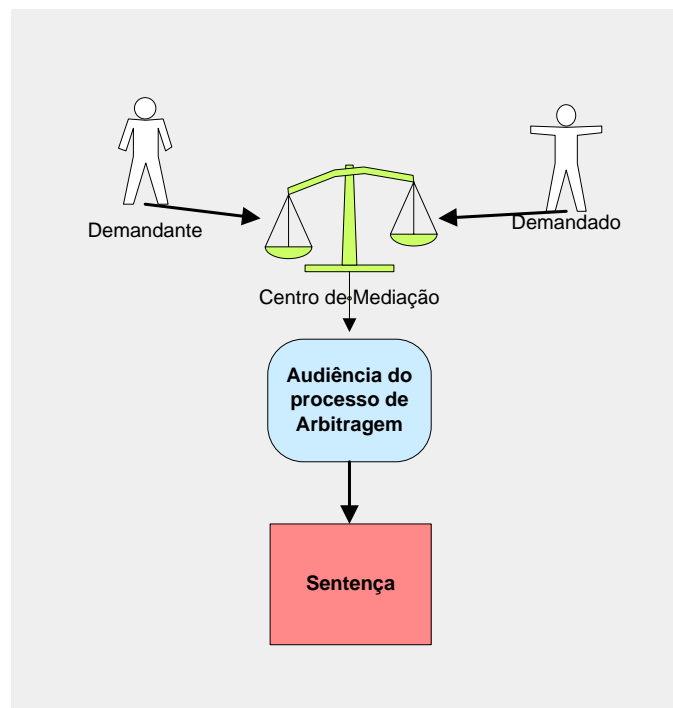 Demandante
Demandado
Centro de Mediação
Audiência do
processo de
Arbitragem
Sentença